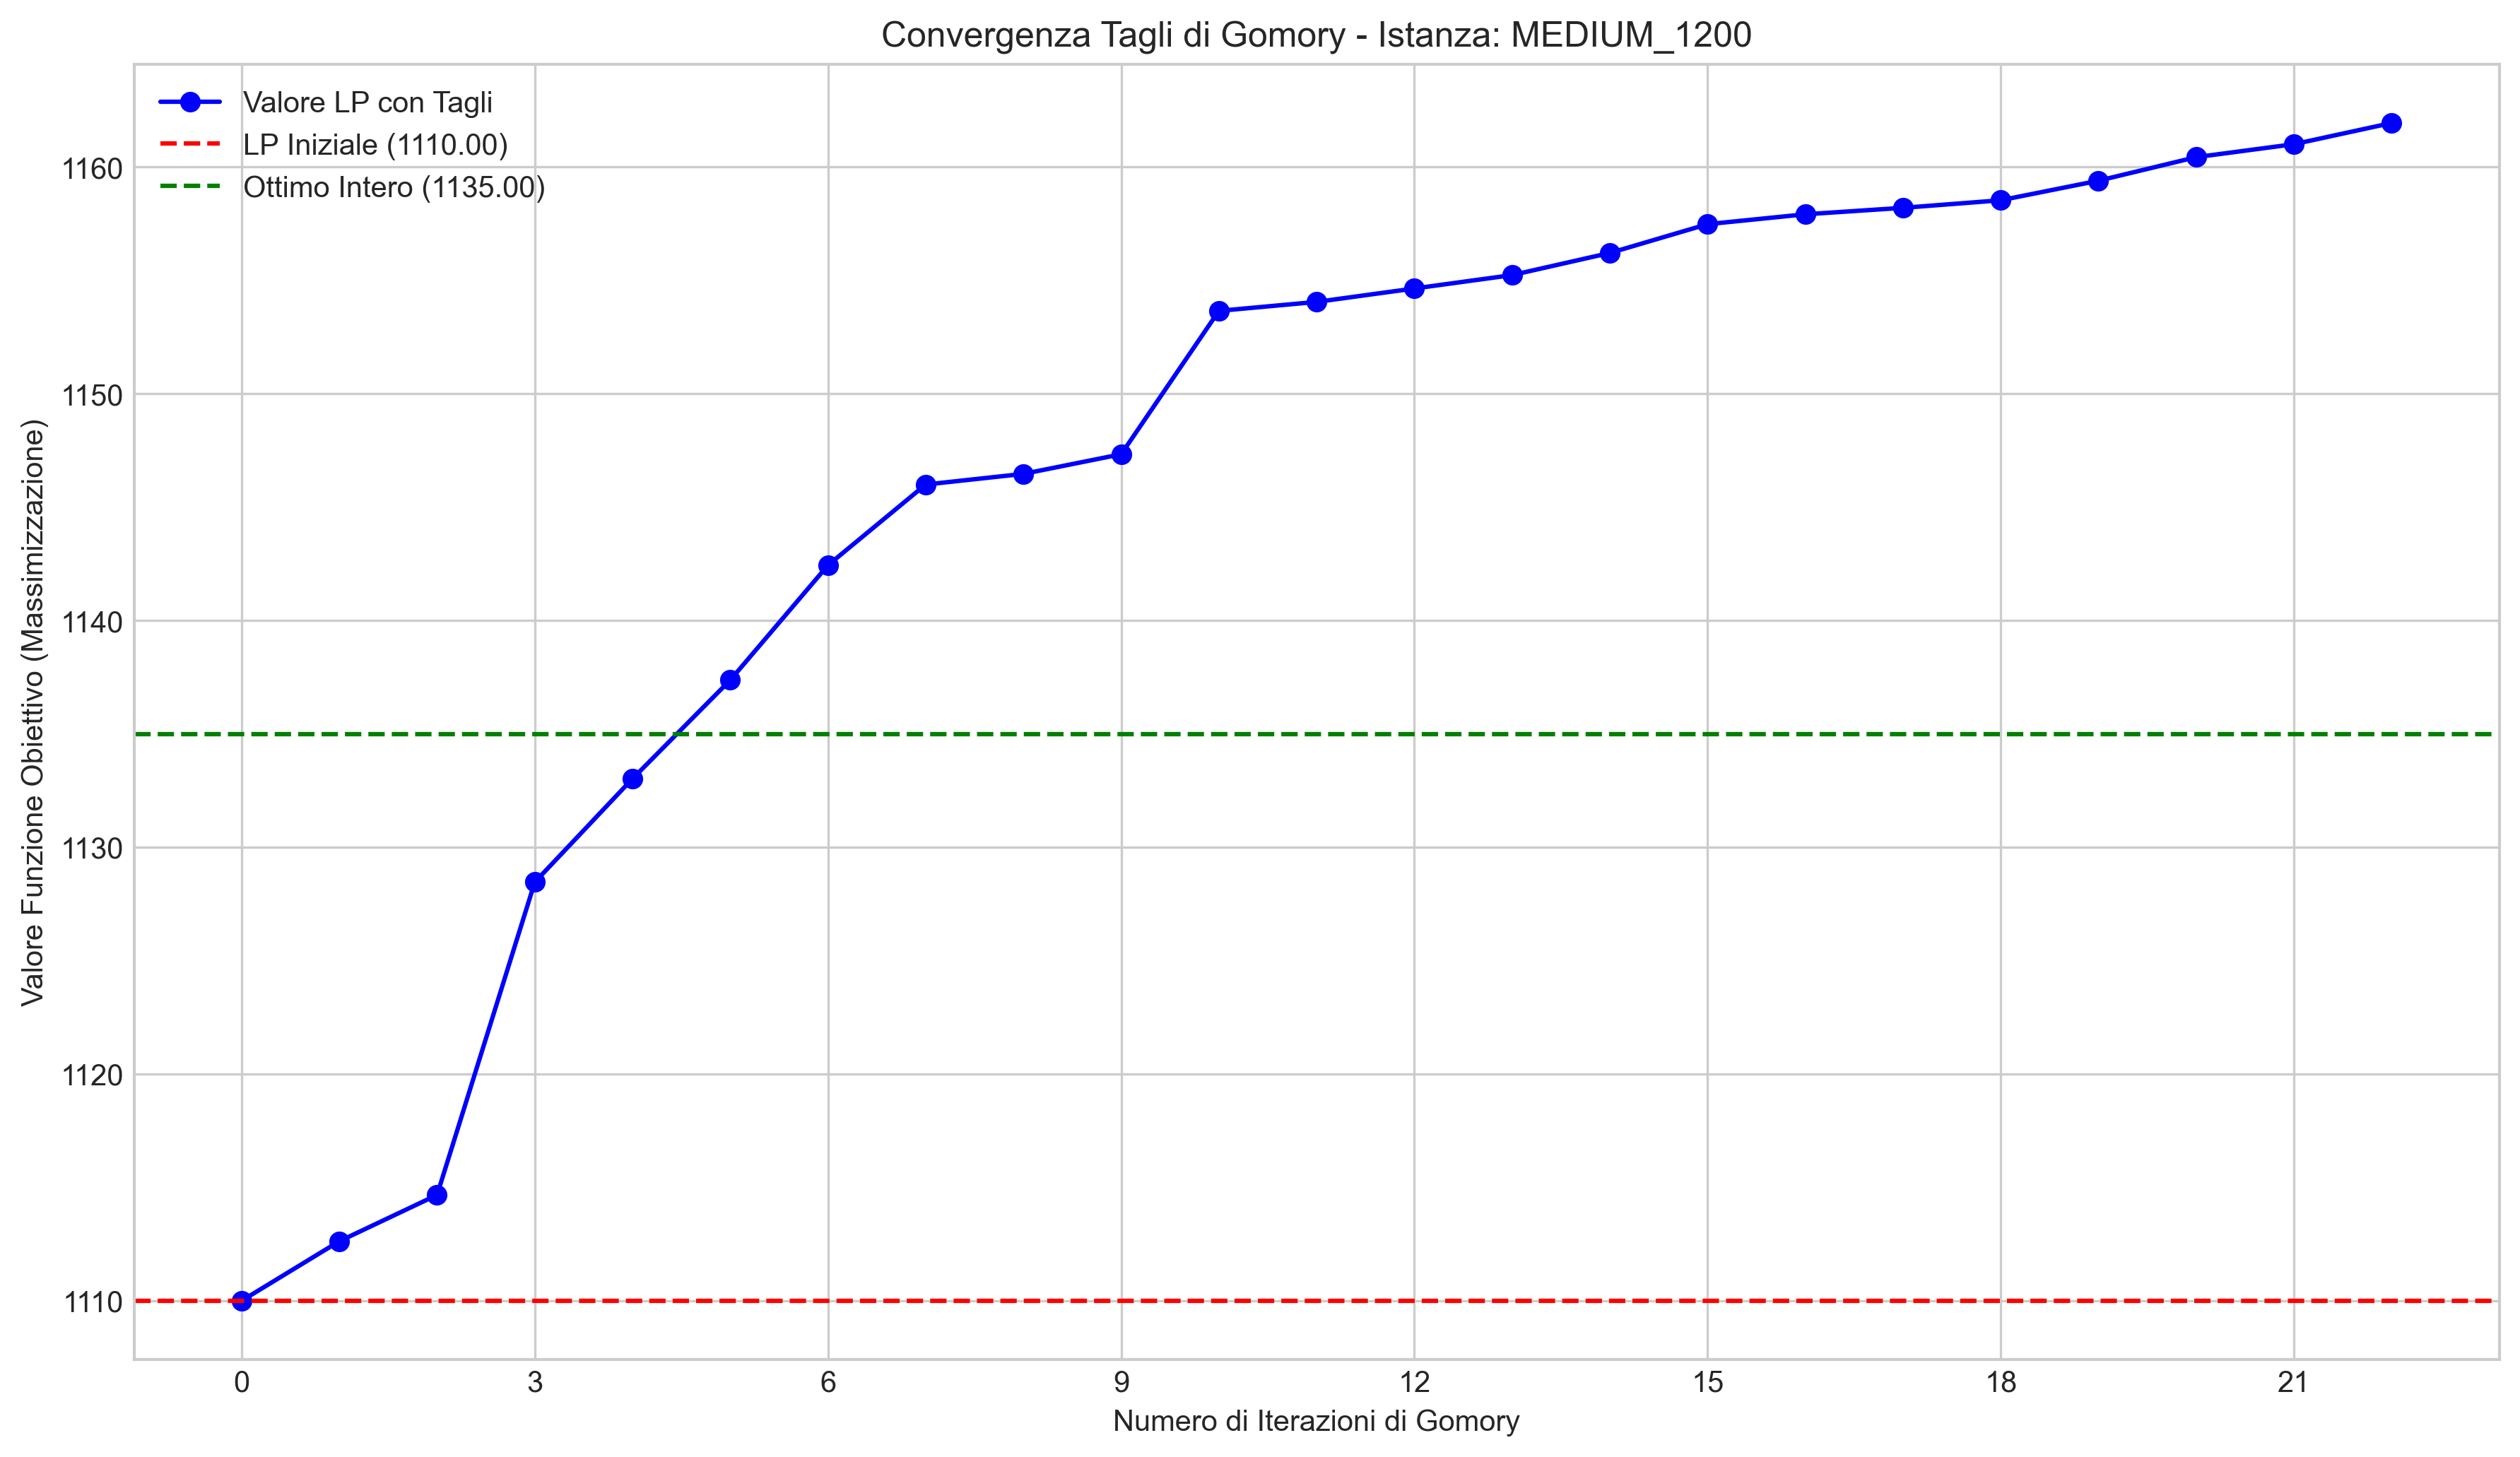 Convergenza Tagli di Gomory - Istanza: MEDIUM_1200
Valore LP con Tagli
LP Iniziale (1110.00)
Ottimo Intero (1135.00)
Valore Funzione Obiettivo (Massimizzazione)
1160
1150
1140
1130
1120
1110
0 3 6 9 12 15 18 21
Numero di Iterazioni di Gomory